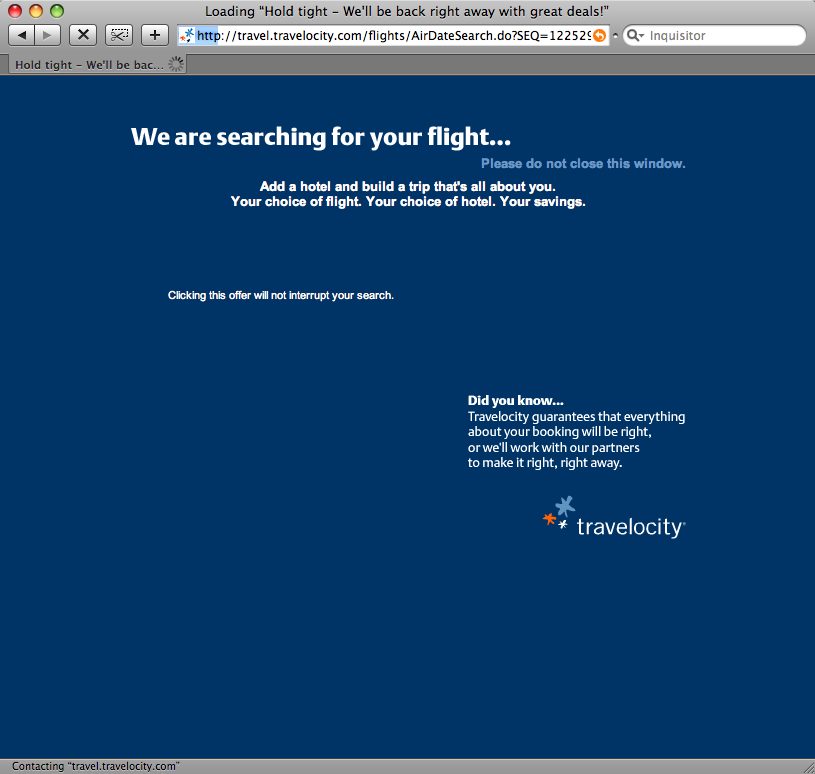 Loading “Hold tight – We'll be back right away with great deals!”
http://travel.travelocity.com/flights/AirDateSearch.do?SEQ=122529
Inquisitor
Hold tight – We'll be bac...
We are searching for your flight...
Please do not close this window.
Add a hotel and build a trip that's all about you.
Your choice of flight. Your choice of hotel. Your savings.
Clicking this offer will not interrupt your search.
Did you know...
Travelocity guarantees that everything
about your booking will be right,
or we'll work with our partners
to make it right, right away.
travelocity
Contacting “travel.travelocity.com”